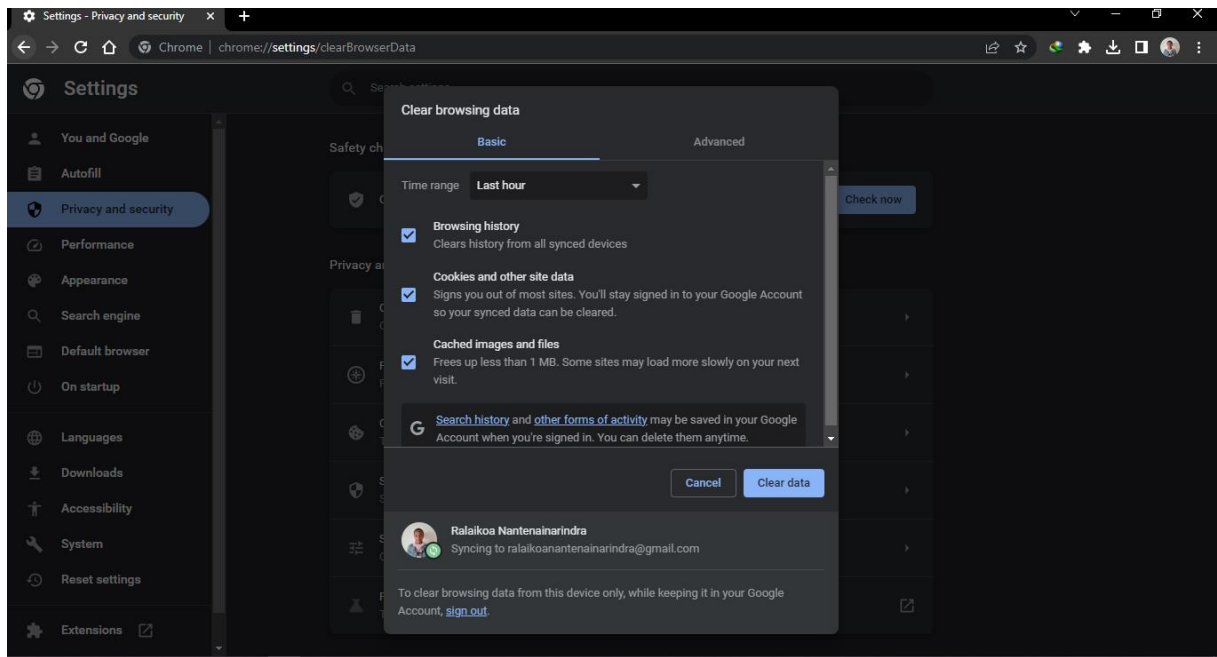 Settings - Privacy and security
Chrome | chrome://settings/clearBrowserData
Settings
You and Google
Autofill
Privacy and security
Performance
Appearance
Search engine
Default browser
On startup
Languages
Downloads
Accessibility
System
Reset settings
Extensions
Safety ch
Check now
Privacy a
Clear browsing data
Basic
Advanced
Time range Last hour
Browsing history
Clears history from all synced devices
Cookies and other site data
Signs you out of most sites. You'll stay signed in to your Google Account
so your synced data can be cleared.
Cached images and files
Frees up less than 1 MB. Some sites may load more slowly on your next
visit.
Search history and other forms of activity may be saved in your Google
Account when you're signed in. You can delete them anytime.
Cancel
Clear data
Ralaikoa Nantenainarindra
Syncing to ralaikoanantenainarindra@gmail.com
To clear browsing data from this device only, while keeping it in your Google
Account, sign out.